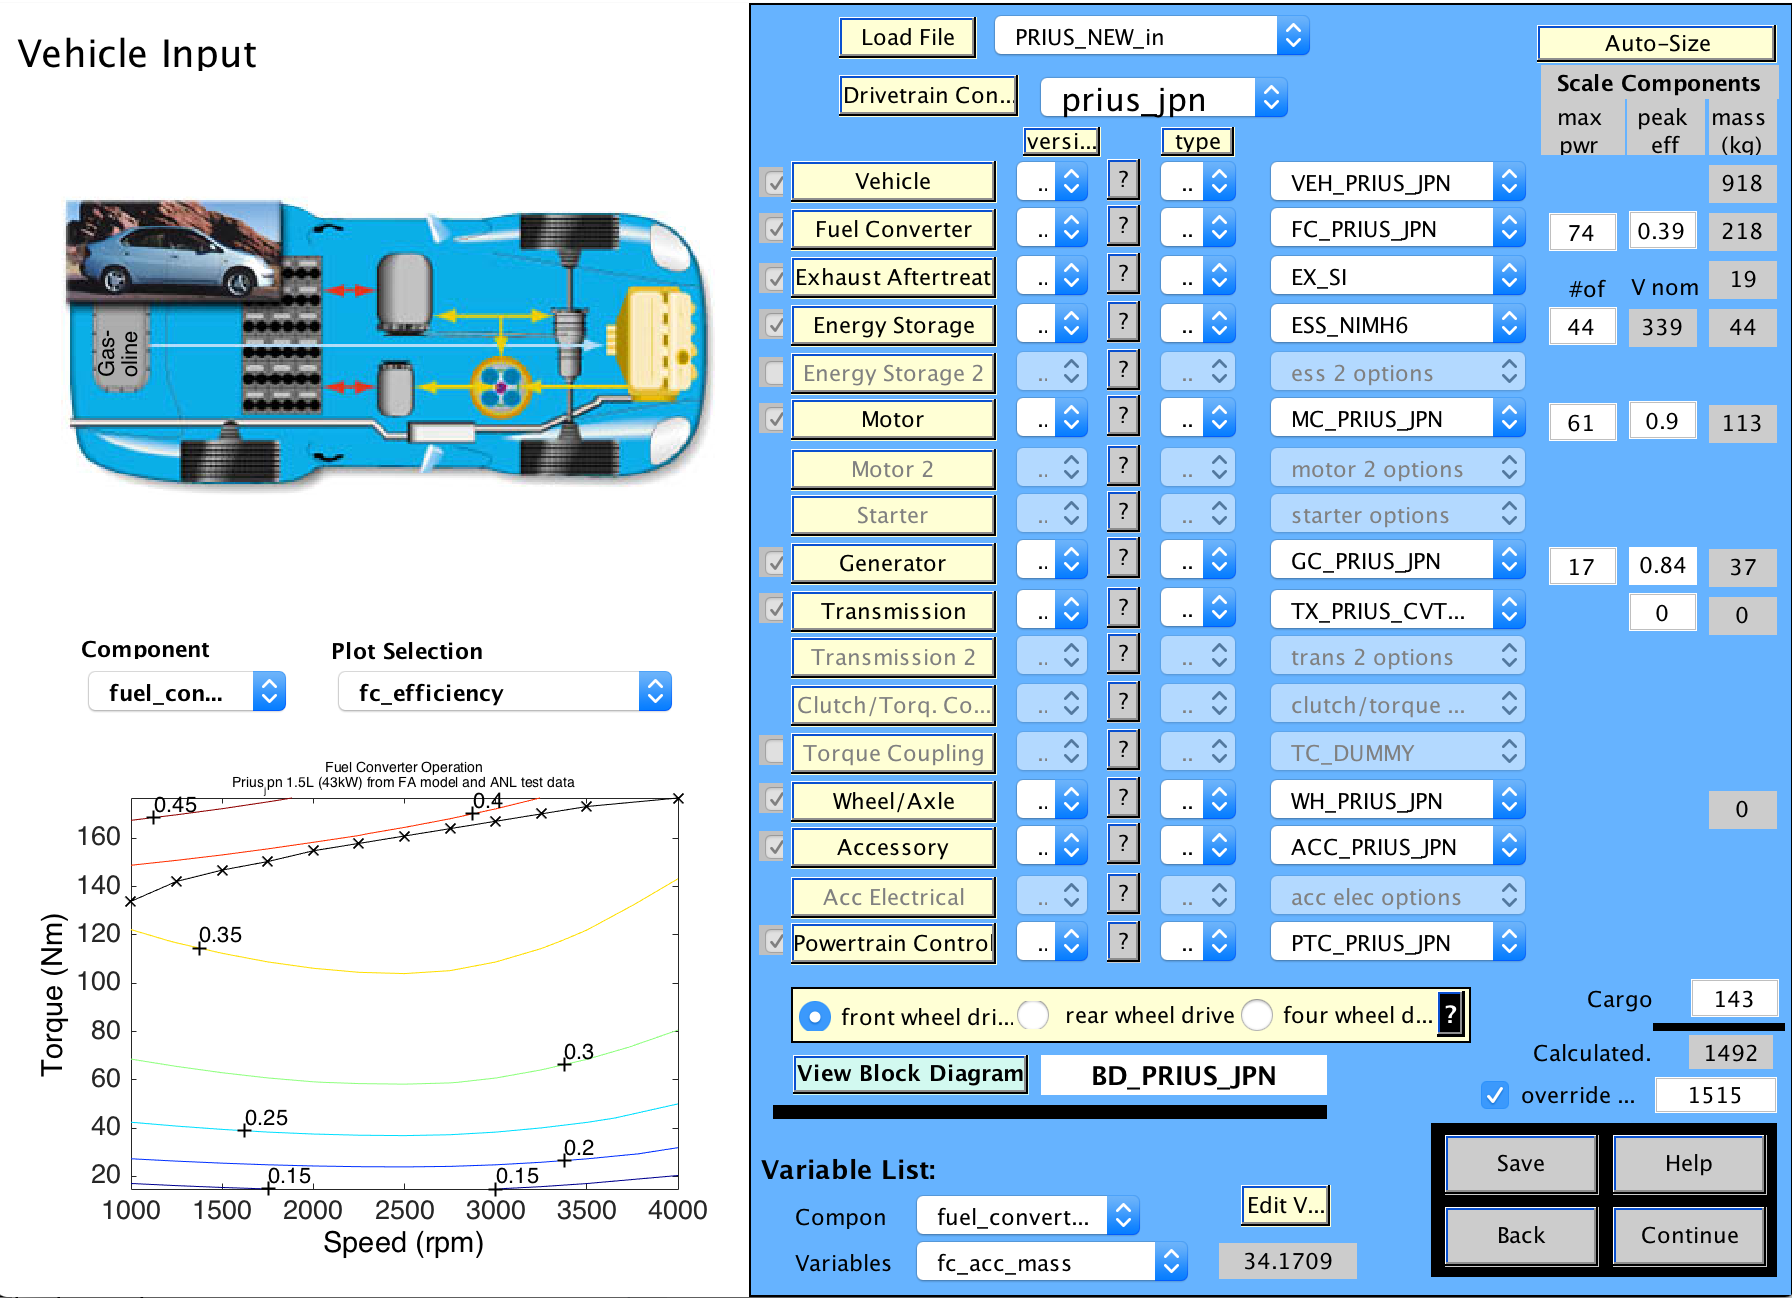 Vehicle Input
Gas-
oline
Component
Plot Selection
fuel_con...
fc_efficiency
Fuel Converter Operation
Prius jpn 1.5L (43kW) from FA model and ANL test data
0.45
0.4
0.35
0.3
0.25
0.2
0.15
0.15
160
140
120
100
80
60
40
20
Torque (Nm)
1000 1500 2000 2500 3000 3500 4000
Speed (rpm)
Load File PRIUS_NEW_in
Auto-Size
Drivetrain Con... prius_jpn
Scale Components
max pwr
peak eff
mass (kg)
versi... type
Vehicle .. ? .. VEH_PRIUS_JPN 918
Fuel Converter .. ? .. FC_PRIUS_JPN 74 0.39 218
Exhaust Aftertreat .. ? .. EX_SI #of V nom 19
Energy Storage .. ? .. ESS_NIMH6 44 339 44
Energy Storage 2 .. ? .. ess 2 options
Motor .. ? .. MC_PRIUS_JPN 61 0.9 113
Motor 2 .. ? .. motor 2 options
Starter .. ? .. starter options
Generator .. ? .. GC_PRIUS_JPN 17 0.84 37
Transmission .. ? .. TX_PRIUS_CVT... 0 0
Transmission 2 .. ? .. trans 2 options
Clutch/Torq. Co... .. ? .. clutch/torque ...
Torque Coupling .. ? .. TC_DUMMY
Wheel/Axle .. ? .. WH_PRIUS_JPN 0
Accessory .. ? .. ACC_PRIUS_JPN
Acc Electrical .. ? .. acc elec options
Powertrain Control .. ? .. PTC_PRIUS_JPN
front wheel dri... rear wheel drive four wheel d... ?
Cargo 143
Calculated. 1492
override ... 1515
View Block Diagram BD_PRIUS_JPN
Variable List:
Compon fuel_convert... Edit V...
Variables fc_acc_mass 34.1709
Save Help
Back Continue